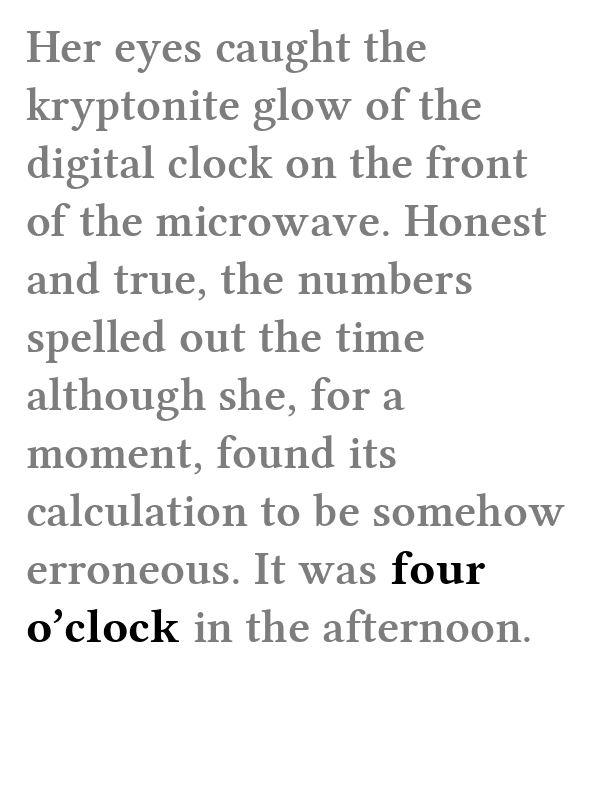 Her eyes caught the
kryptonite glow of the
digital clock on the front
of the microwave. Honest
and true, the numbers
spelled out the time
although she, for a
moment, found its
calculation to be somehow
erroneous. It was four
o’clock in the afternoon.